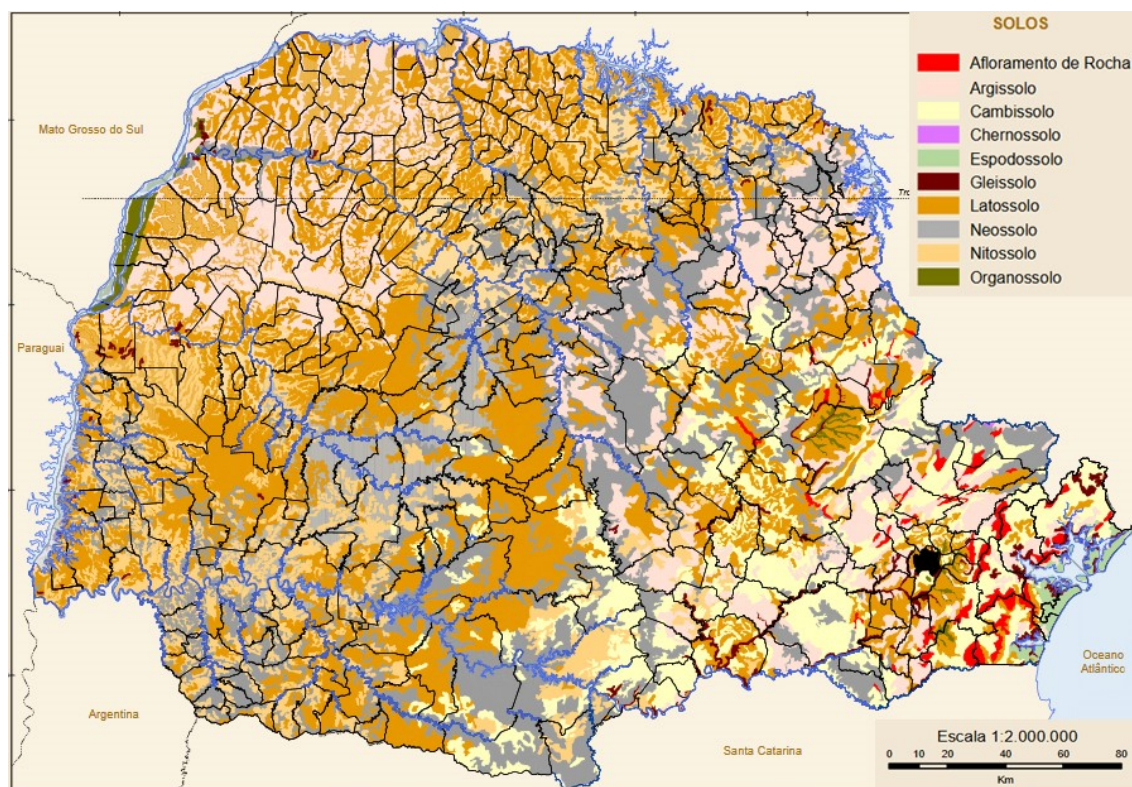 SOLOS
Afloramento de Rocha
Argissolo
Cambissolo
Chernossolo
Espodossolo
Gleissolo
Latossolo
Neossolo
Nitossolo
Organossolo
Mato Grosso do Sul
Paraguai
Argentina
Santa Catarina
Oceano
Atlântico
Escala 1:2.000.000
0 10 20 40 60 80
Km